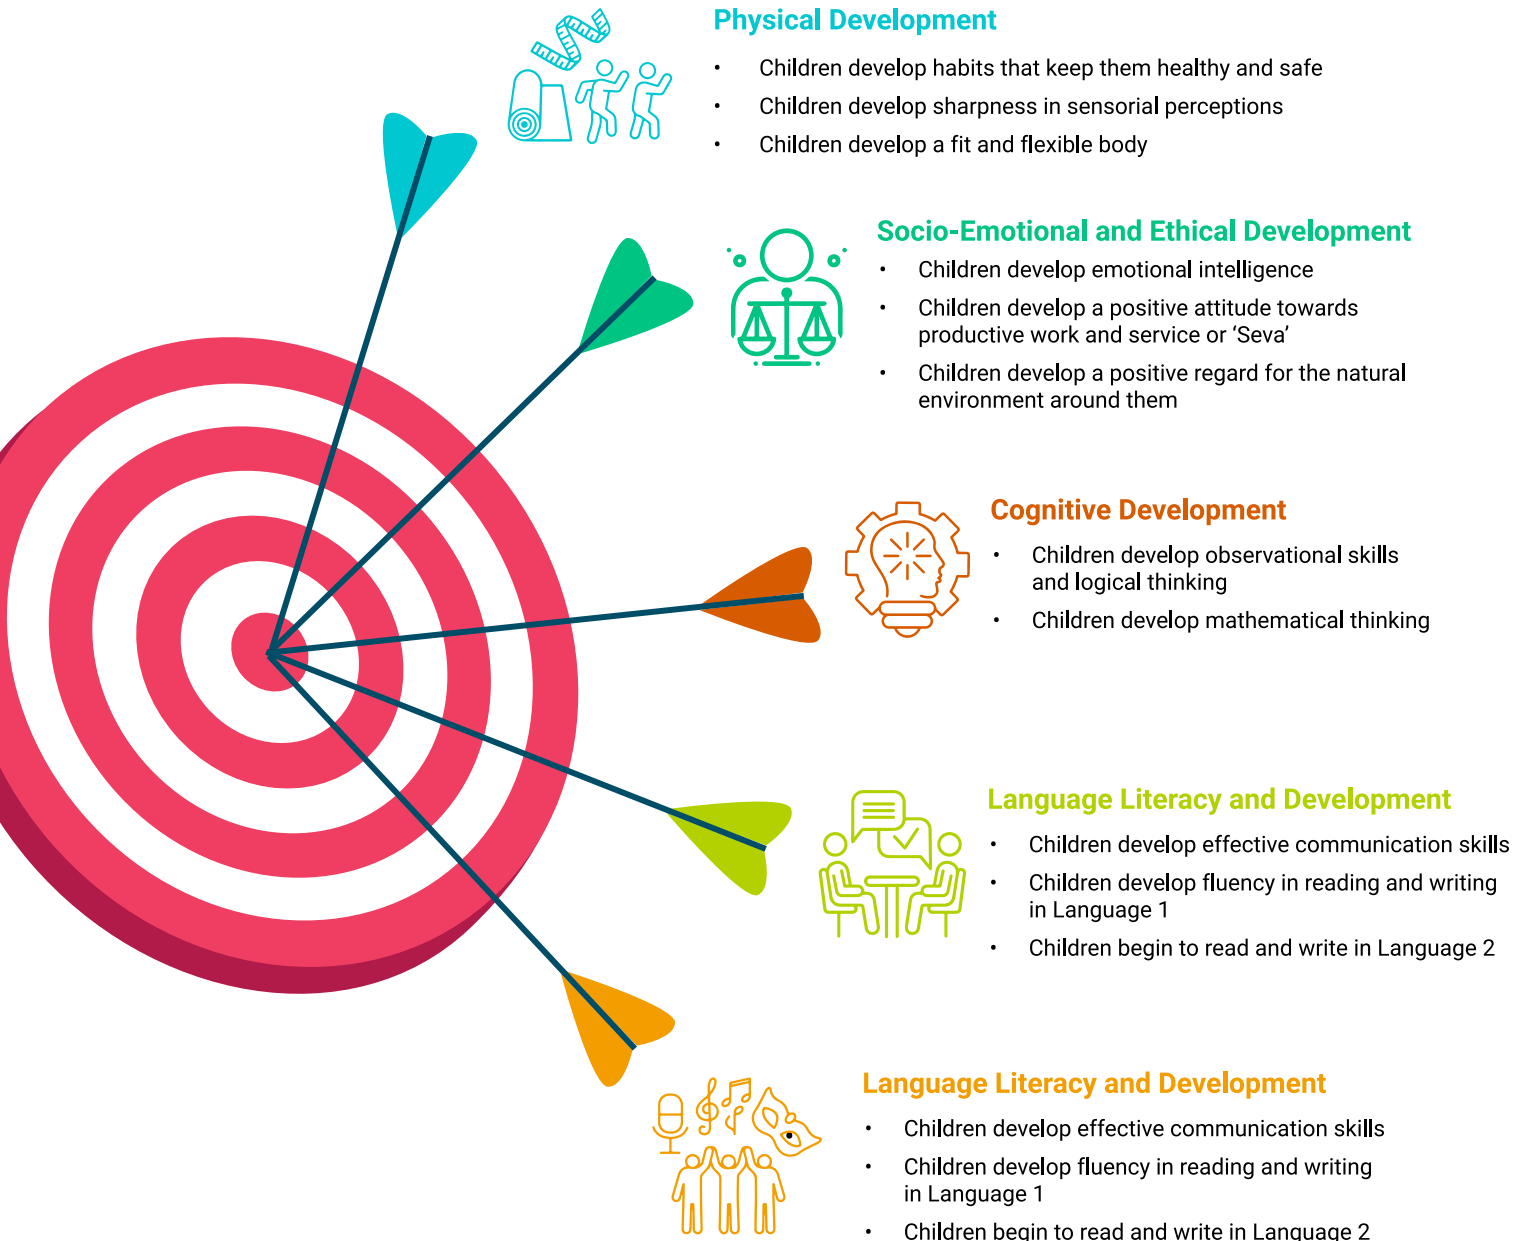 Physical Development
• Children develop habits that keep them healthy and safe
• Children develop sharpness in sensorial perceptions
• Children develop a fit and flexible body
Socio-Emotional and Ethical Development
• Children develop emotional intelligence
• Children develop a positive attitude towards
productive work and service or ‘Seva’
• Children develop a positive regard for the natural
environment around them
Cognitive Development
• Children develop observational skills
and logical thinking
• Children develop mathematical thinking
Language Literacy and Development
• Children develop effective communication skills
• Children develop fluency in reading and writing
in Language 1
• Children begin to read and write in Language 2
Language Literacy and Development
• Children develop effective communication skills
• Children develop fluency in reading and writing
in Language 1
• Children begin to read and write in Language 2